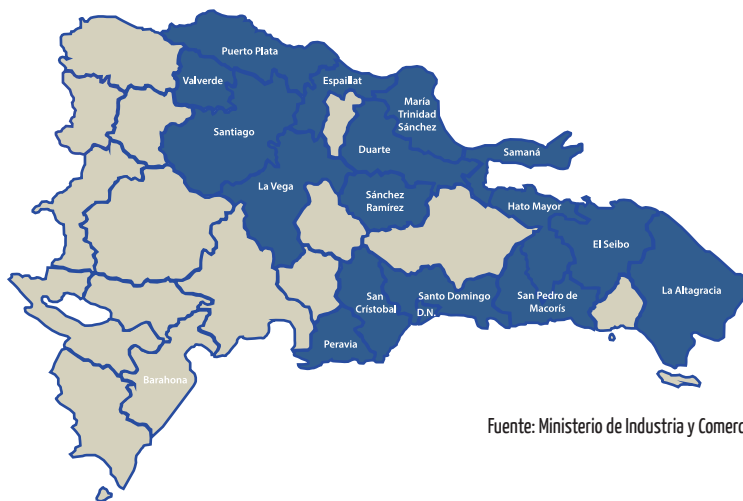 Puerto Plata
Valverde
Espaillat
María
Trinidad
Sánchez
Santiago
Duarte
Samaná
La Vega
Sánchez
Ramírez
Hato Mayor
El Seibo
La Altagracia
San
Crístobal
Santo Domingo
D.N.
San Pedro de
Macorís
Peravia
Barahona
Fuente: Ministerio de Industria y Comerc